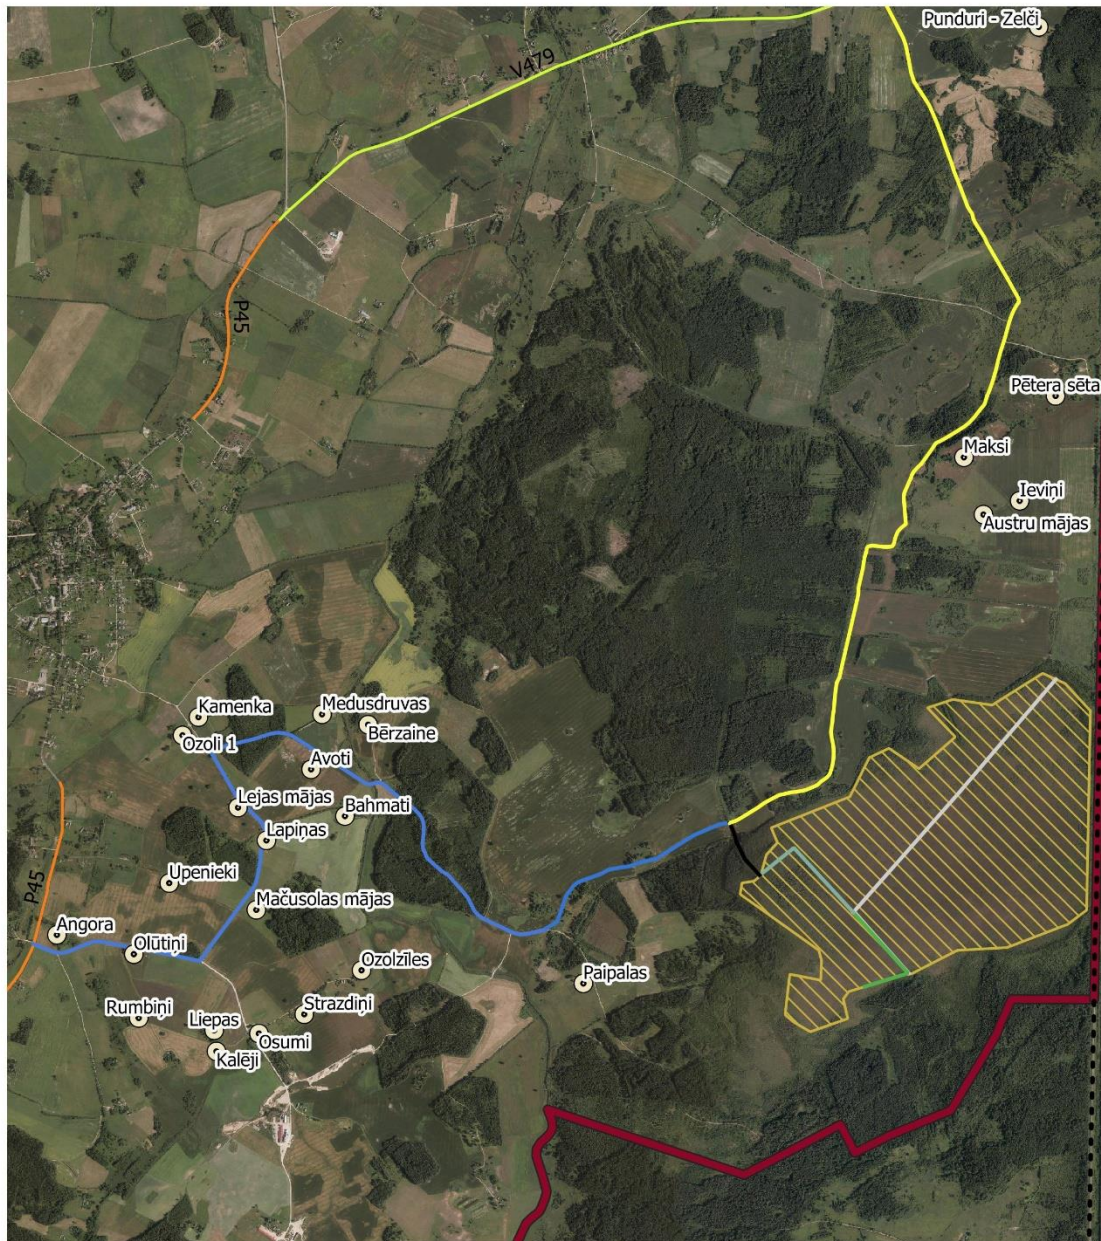 Punduri - Zelči
V479
P45
Pētera sēta
Maksi
Ieviņi
Austru mājas
Kamenka
Medusdruvas
Ozoli 1
Bērzaine
Avoti
Lejas mājas
Bahmati
Lapiņas
Upenieki
P45
Mačusolas mājas
Angora
Olūtiņi
Ozolzīles
Paipalas
Rumbiņi
Liepas
Strazdiņi
Osumi
Kalēji